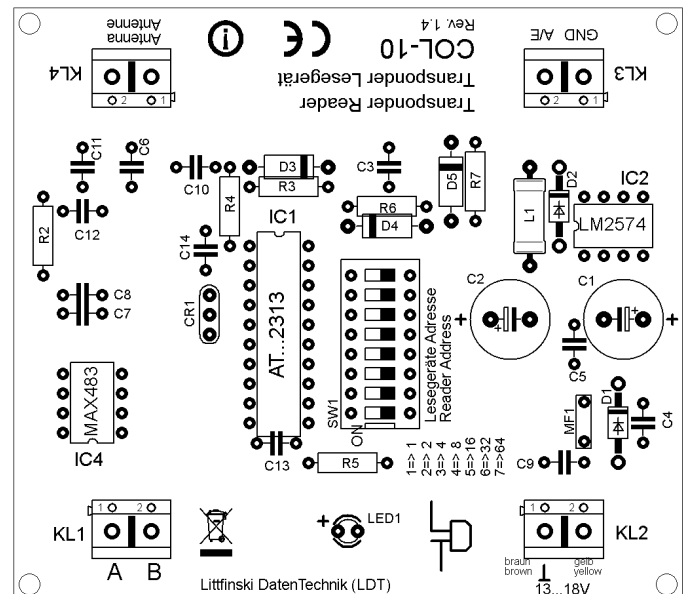 Antenne
Antenna
KL4
2 1
Rev. 1.4
COL-10
Transponder Lesegerät
Transponder Reader
A/E GND
KL3
2 1
C11
C6
C10
D3
R3
C3
D5
R7
D2
IC2
R4
IC1
R6
D4
L1
LM2574
R2
C12
C14
C8
C7
CR1
AT...2313
C2
C1
+
+
+
+
Lesegeräte Adresse
Reader Address
SW1
ON
C5
MAX483
IC4
C13
R5
1=> 1
2=> 2
3=> 4
4=> 8
5=>16
6=>32
7=>64
MF1
D1
C4
C9
KL1
1 2
A B
+
LED1
1 2
KL2
braun
brown
gelb
yellow
13...18V
Littfinski DatenTechnik (LDT)